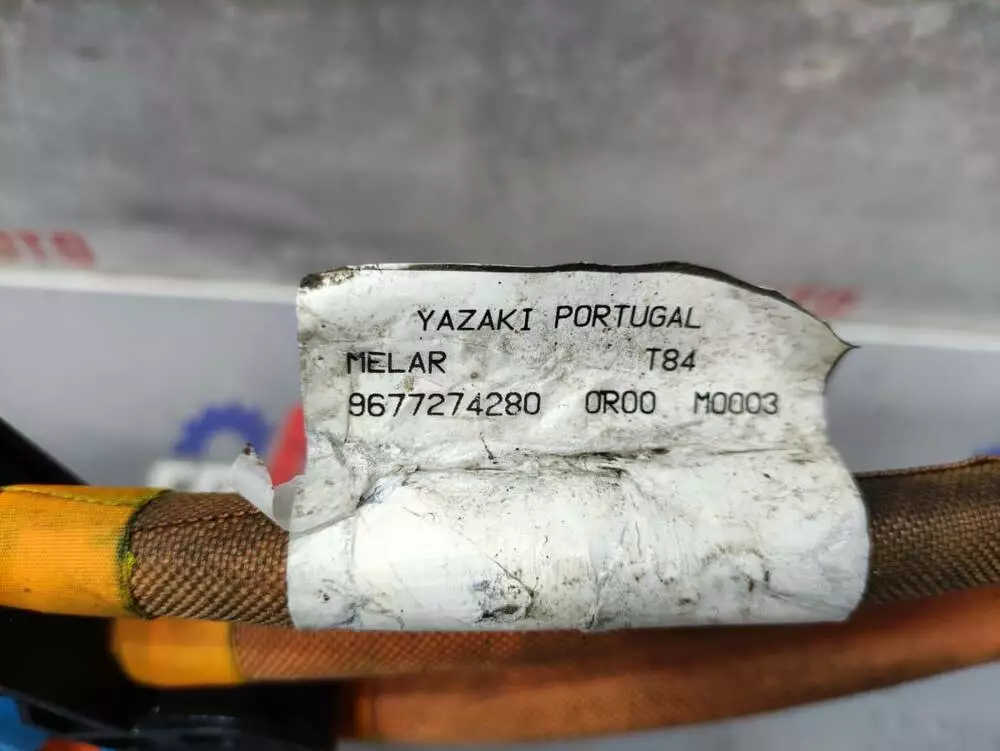 YAZAKI PORTUGAL
MELAR T84
9677274280 0R00 M0003